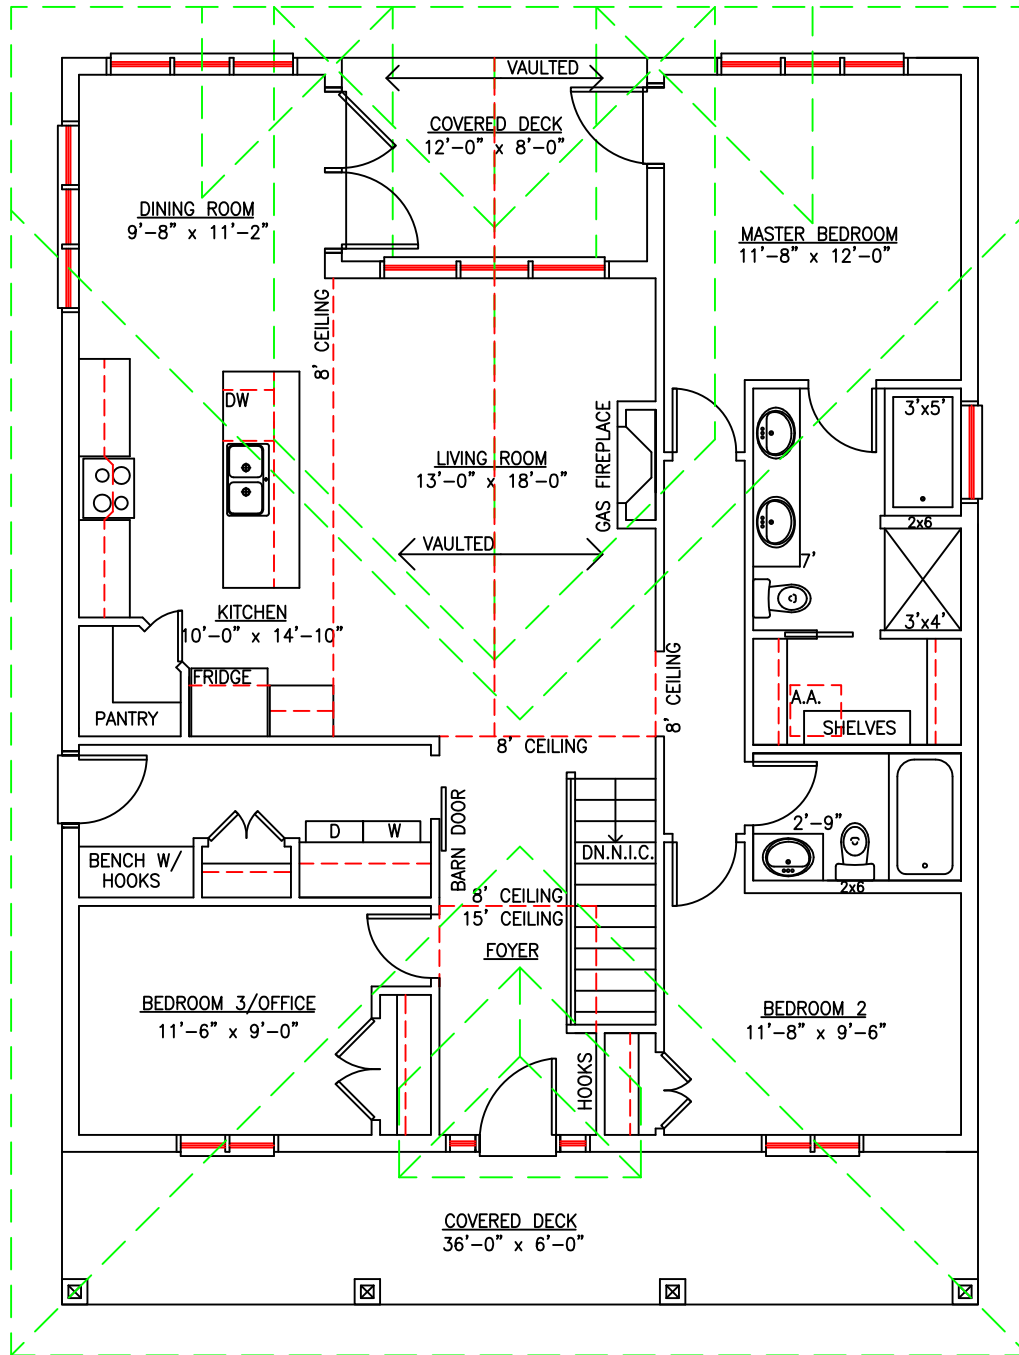 VAULTED
COVERED DECK
12'-0" x 8'-0"
DINING ROOM
9'-8" x 11'-2"
MASTER BEDROOM
11'-8" x 12'-0"
8' CEILING
DW
3'x5'
GAS FIREPLACE
LIVING ROOM
13'-0" x 18'-0"
2x6
VAULTED
7'
KITCHEN
10'-0" x 14'-10"
3'x4'
8' CEILING
FRIDGE
A.A.
PANTRY
SHELVES
8' CEILING
BARN DOOR
D
W
2'-9"
BENCH W/
HOOKS
DN.N.I.C.
2x6
8' CEILING
15' CEILING
FOYER
BEDROOM 3/OFFICE
11'-6" x 9'-0"
BEDROOM 2
11'-8" x 9'-6"
HOOKS
COVERED DECK
36'-0" x 6'-0"